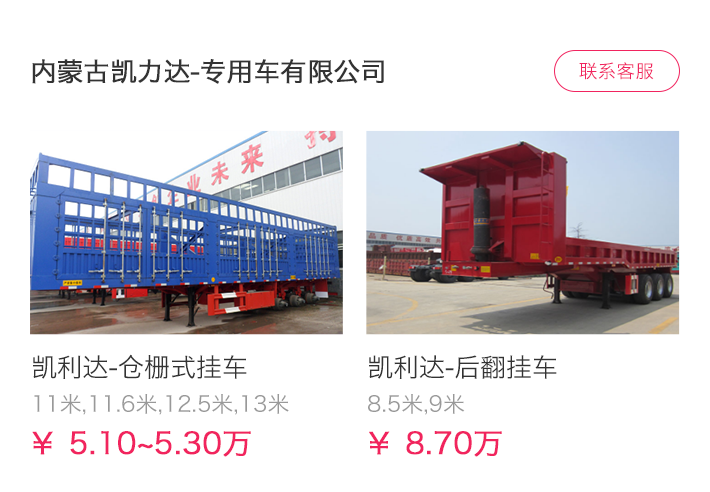 内蒙古凯力达-专用车有限公司
联系客服
业未来
凯利达-仓栅式挂车
11米,11.6米,12.5米,13米
¥ 5.10~5.30万
凯利达-后翻挂车
8.5米,9米
¥ 8.70万